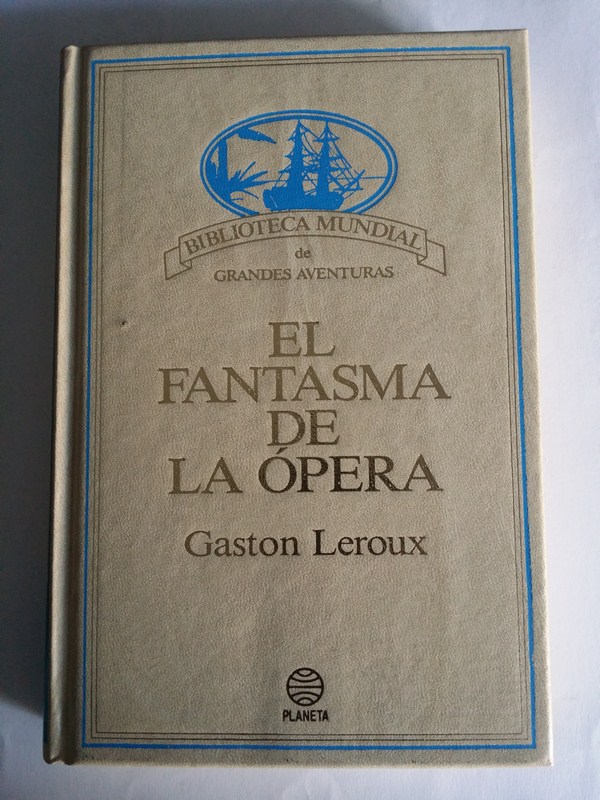 BIBLIOTECA MUNDIAL
de
GRANDES AVENTURAS
EL
FANTASMA
DE
LA ÓPERA
Gaston Leroux
PLANETA